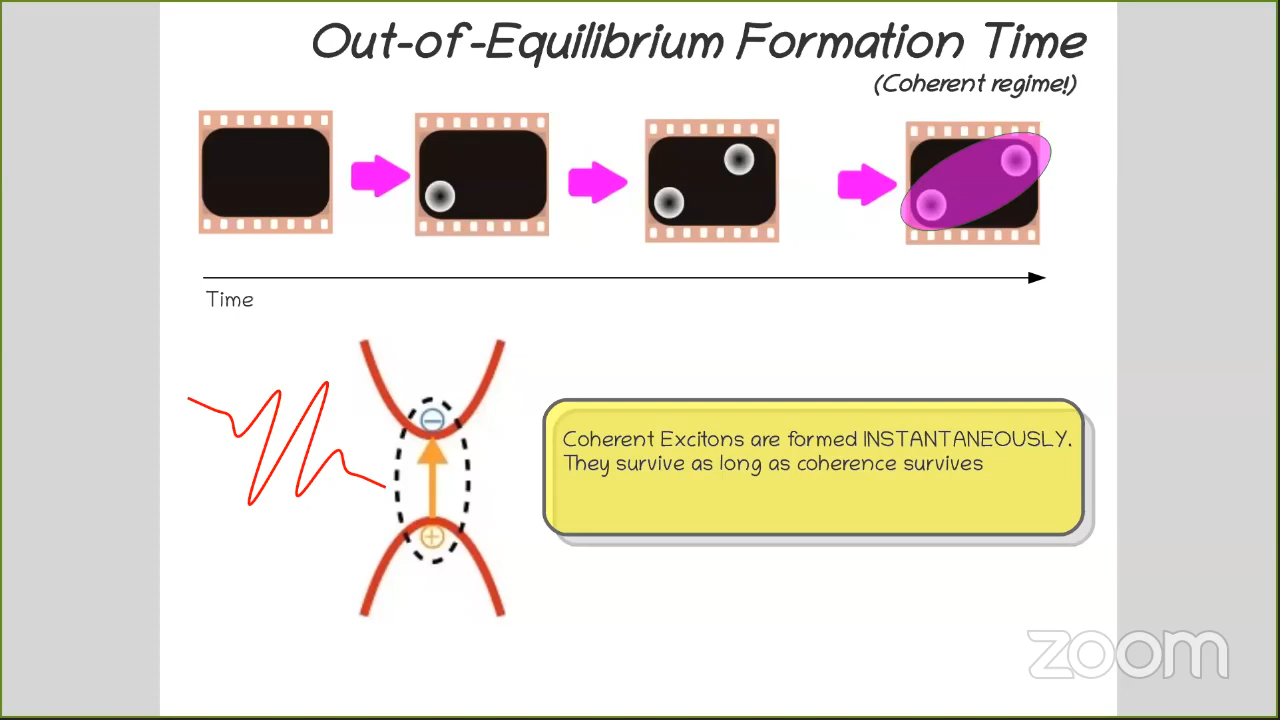 Out-of-Equilibrium Formation Time
(Coherent regime!)
Time
Coherent Excitons are formed INSTANTANEOUSLY.
They survive as long as coherence survives
zoom